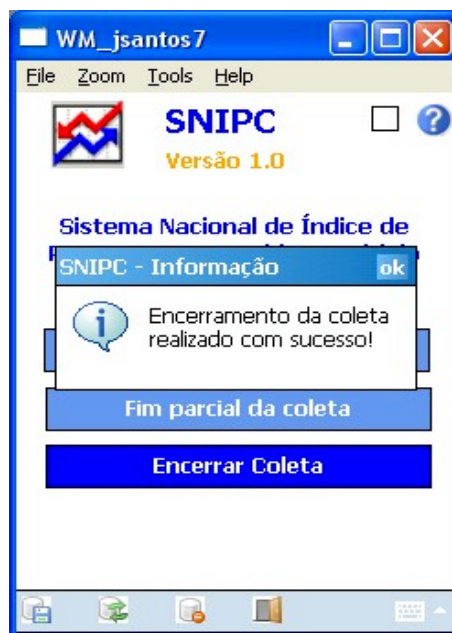 WM_jsantos7
File Zoom Tools Help
SNIPC
Versão 1.0
Sistema Nacional de Índice de
SNIPC - Informação ok
Encerramento da coleta
realizado com sucesso!
Fim parcial da coleta
Encerrar Coleta